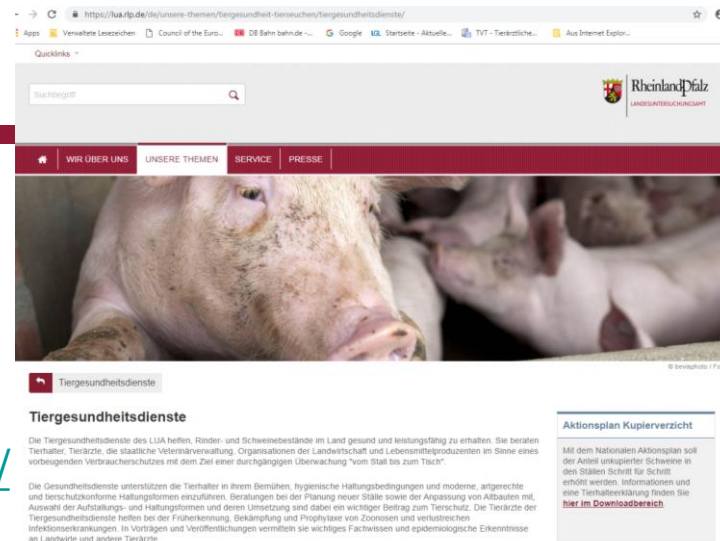 https://lua.rlp.de/de/unsere-themen/tiergesundheit-tierseuchen/tiergesundheitsdienste/
Apps Verwaltete Lesezeichen Council of the Euro... DB Bahn bahn.de -... Google LGL Startseite - Aktuelle... TVT - Tierärztliche... Aus Internet Explor...
Quicklinks
Suchbegriff
RheinlandPfalz
LANDESUNTERSUCHUNGSAMT
WIR ÜBER UNS UNSERE THEMEN SERVICE PRESSE
Tiergesundheitsdienste
Tiergesundheitsdienste
Die Tiergesundheitsdienste des LUA helfen, Rinder- und Schweinebestände im Land gesund und leistungsfähig zu erhalten. Sie beraten
Tierhalter, Tierärzte, die staatliche Veterinärverwaltung, Organisationen der Landwirtschaft und Lebensmittelproduzenten im Sinne eines
vorbeugenden Verbraucherschutzes mit dem Ziel einer durchgängigen Überwachung "vom Stall bis zum Tisch".
Die Gesundheitsdienste unterstützen die Tierhalter in ihrem Bemühen, hygienische Haltungsbedingungen und moderne, artgerechte
und tierschutzkonforme Haltungsformen einzuführen. Beratungen bei der Planung neuer Ställe sowie der Anpassung von Altbauten mit,
Auswahl der Aufstallungs- und Haltungsformen und deren Umsetzung sind dabei ein wichtiger Beitrag zum Tierschutz. Die Tierärzte der
Tiergesundheitsdienste helfen bei der Früherkennung, Bekämpfung und Prophylaxe von Zoonosen und verlustreichen
Infektionserkrankungen. In Vorträgen und Veröffentlichungen vermitteln sie wichtiges Fachwissen und epidemiologische Erkenntnisse
an Landwirte und andere Tierärzte.
Aktionsplan Kupierverzicht
Mit dem Nationalen Aktionsplan soll
der Anteil unkupierter Schweine in
den Ställen Schritt für Schritt
erhöht werden. Informationen und
eine Tierhaltererklärung finden Sie
hier im Downloadbereich.
/